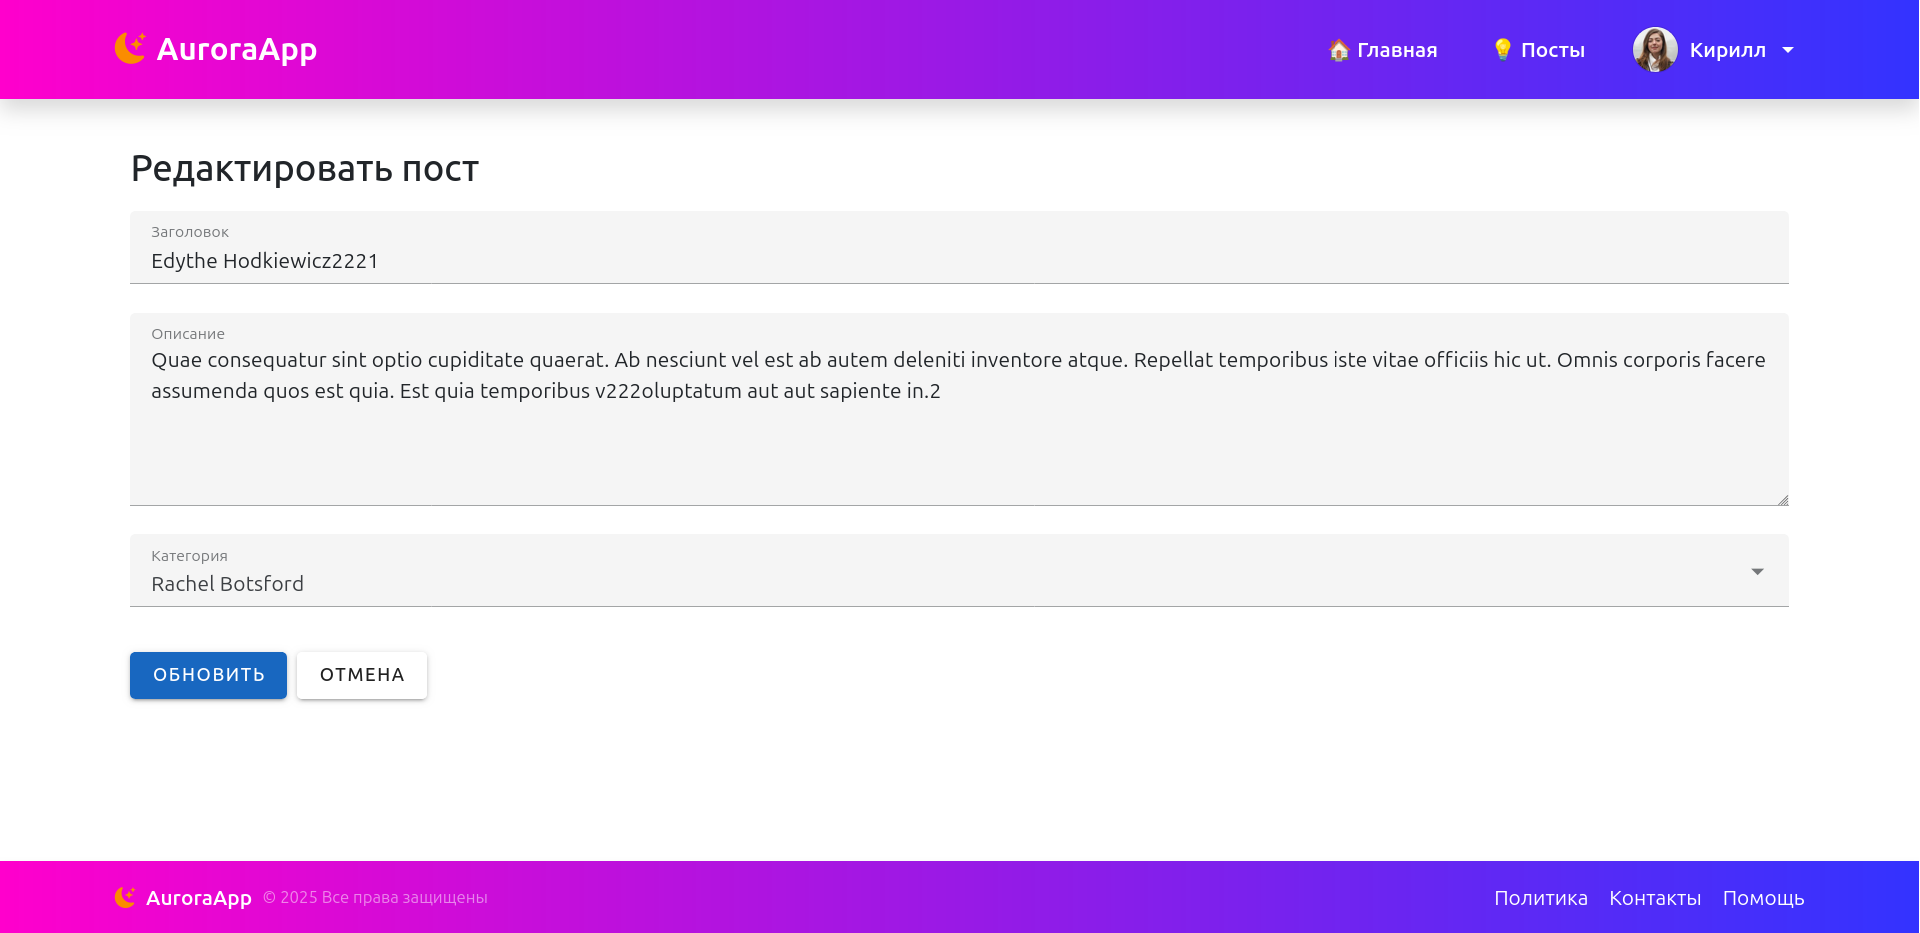 AuroraApp
🏠 Главная
💡 Посты
Кирилл
Редактировать пост
Заголовок
Edythe Hodkiewicz2221
Описание
Quae consequatur sint optio cupiditate quaerat. Ab nesciunt vel est ab autem deleniti inventore atque. Repellat temporibus iste vitae officiis hic ut. Omnis corporis facere
assumenda quos est quia. Est quia temporibus v222oluptatum aut aut sapiente in.2
Категория
Rachel Botsford
ОБНОВИТЬ
ОТМЕНА
AuroraApp © 2025 Все права защищены
Политика
Контакты
Помощь